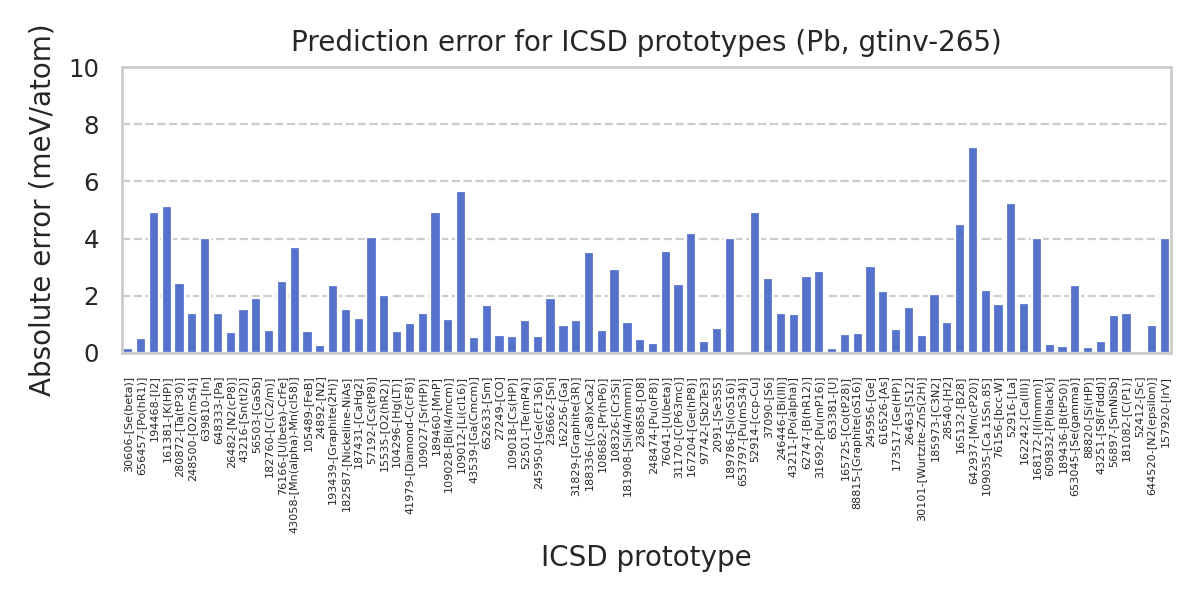 Prediction error for ICSD prototypes (Pb, gtinv-265)
Absolute error (meV/atom)
10
8
6
4
2
0
30606-[Se(beta)]
656457-[Po(hR1)]
194468-[I2]
161381-[K(HP)]
280872-[Ta(tP30)]
248500-[O2(mS4)]
639810-[In]
648333-[Pa]
26482-[N2(cP8)]
43216-[Sn(tI2)]
56503-[GaSb]
182760-[C(C2/m)]
76166-[U(beta)-CrFe]
43058-[Mn(alpha)-Mn(cI58)]
105489-[FeB]
24892-[N2]
193439-[Graphite(2H)]
182587-[Nickeline-NiAs]
187431-[CaHg2]
57192-[Cs(tP8)]
15535-[O2(hR2)]
104296-[Hg(LT)]
41979-[Diamond-C(cF8)]
109027-[Sr(HP)]
189460-[MnP]
109028-[Bi(I4/mcm)]
109012-[Li(cI16)]
43539-[Ga(Cmcm)]
652633-[Sm]
27249-[CO]
109018-[Cs(HP)]
52501-[Te(mP4)]
245950-[Ge(cF136)]
236662-[Sn]
162256-[Ga]
31829-[Graphite(3R)]
188336-[(Ca8)xCa2]
108682-[Pr(hP6)]
108326-[Cr3Si]
181908-[Si(I4/mmm)]
236858-[O8]
248474-[Pu(oF8)]
76041-[U(beta)]
31170-[C(P63mc)]
167204-[Ge(hP8)]
97742-[Sb2Te3]
2091-[Se3S5]
189786-[Si(oS16)]
653797-[Pu(mS34)]
52914-[ccp-Cu]
37090-[S6]
246446-[Bi(III)]
43211-[Po(alpha)]
62747-[B(hR12)]
31692-[Pu(mP16)]
653381-[U]
165725-[Co(tP28)]
88815-[Graphite(oS16)]
245956-[Ge]
616526-[As]
173517-[Ge(HP)]
26463-[S12]
30101-[Wurtzite-ZnS(2H)]
185973-[C3N2]
28540-[H2]
165132-[B28]
642937-[Mn(cP20)]
109035-[Ca.15Sn.85]
76156-[bcc-W]
52916-[La]
162242-[Ca(III)]
168172-[I(Immm)]
609832-[P(black)]
189436-[B(tP50)]
653045-[Se(gamma)]
88820-[Si(HP)]
43251-[S8(Fddd)]
56897-[SmNiSb]
181082-[C(P1)]
52412-[Sc]
644520-[N2(epsilon)]
157920-[IrV]
ICSD prototype